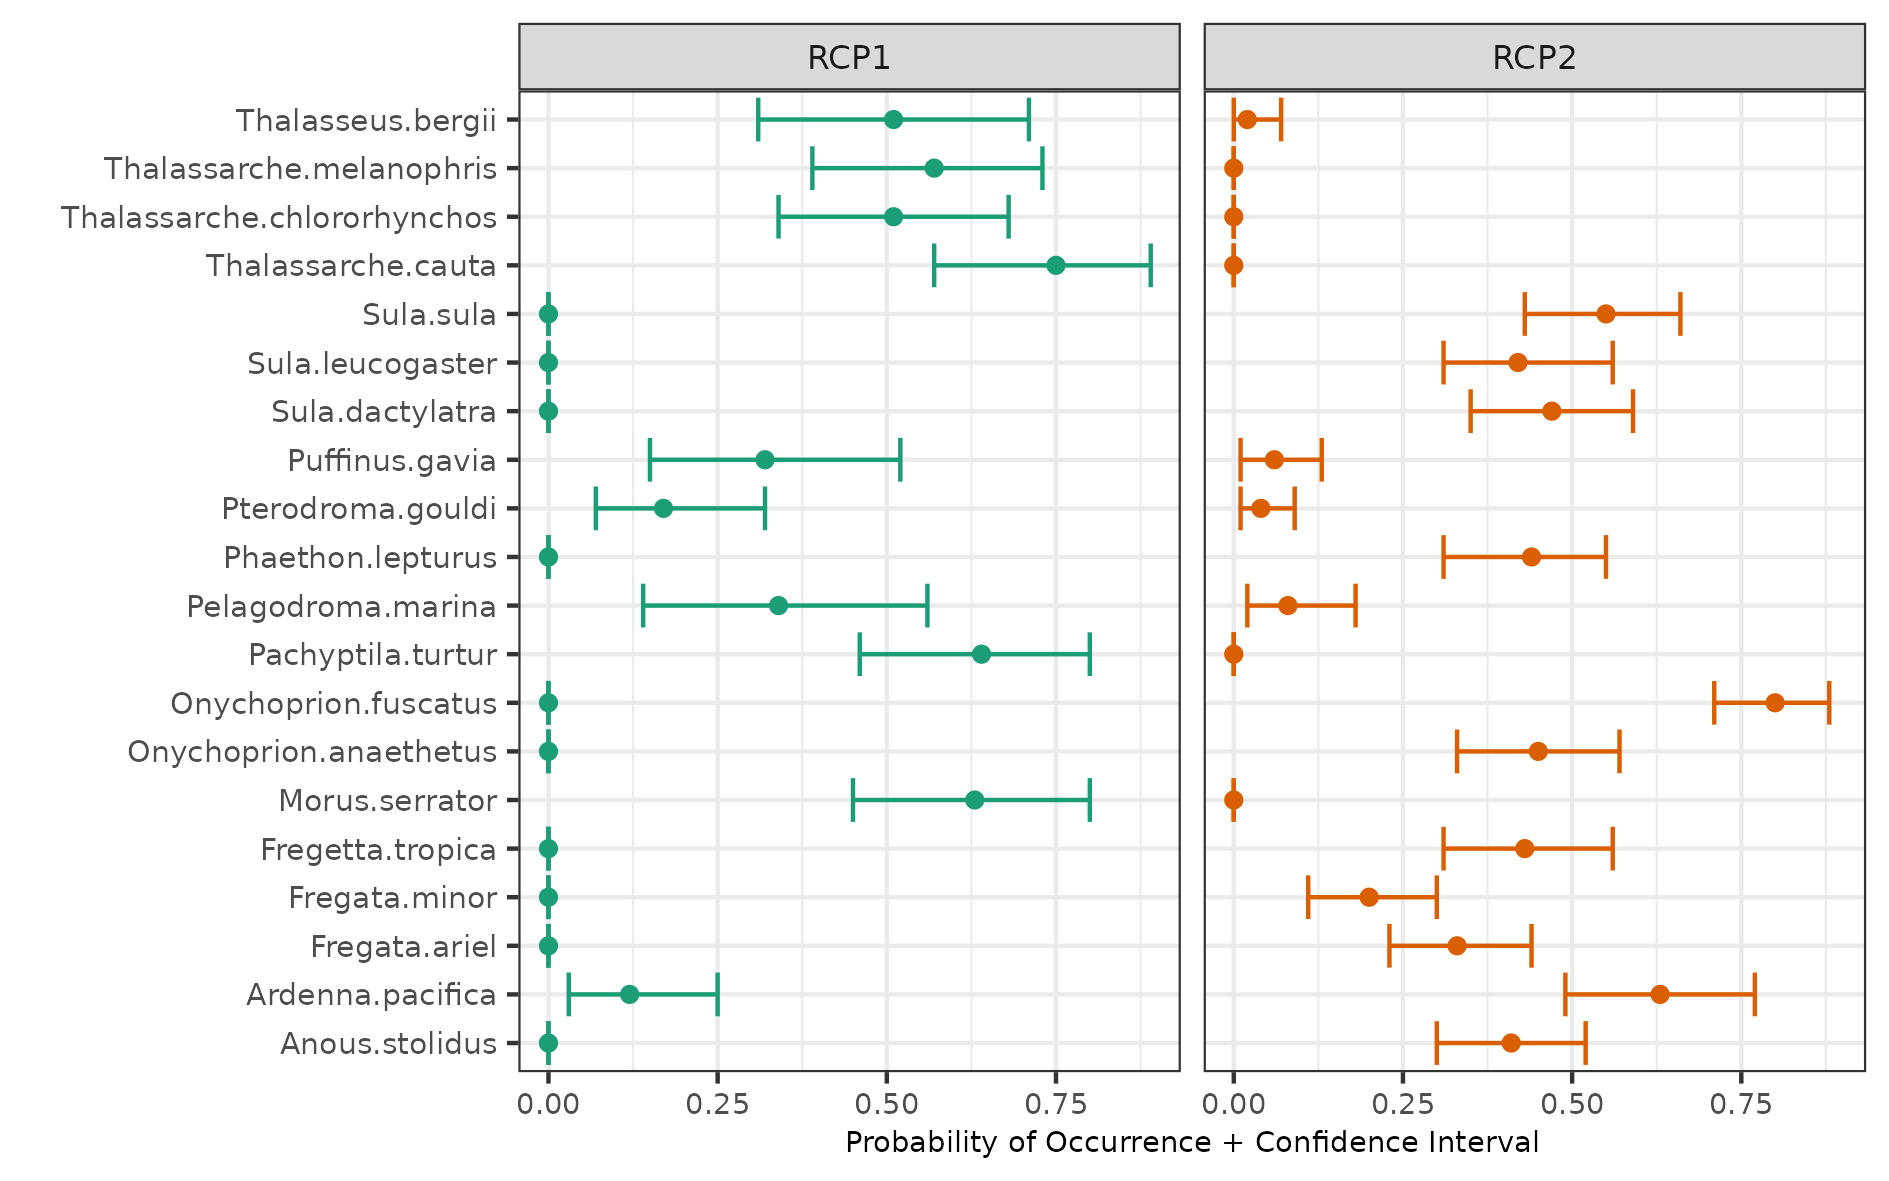 RCP1 RCP2
Thalasseus.bergii
Thalassarche.melanophris
Thalassarche.chlororhynchos
Thalassarche.cauta
Sula.sula
Sula.leucogaster
Sula.dactylatra
Puffinus.gavia
Pterodroma.gouldi
Phaethon.lepturus
Pelagodroma.marina
Pachyptila.turtur
Onychoprion.fuscatus
Onychoprion.anaethetus
Morus.serrator
Fregetta.tropica
Fregata.minor
Fregata.ariel
Ardenna.pacifica
Anous.stolidus
0.00 0.25 0.50 0.75 0.00 0.25 0.50 0.75
Probability of Occurrence + Confidence Interval